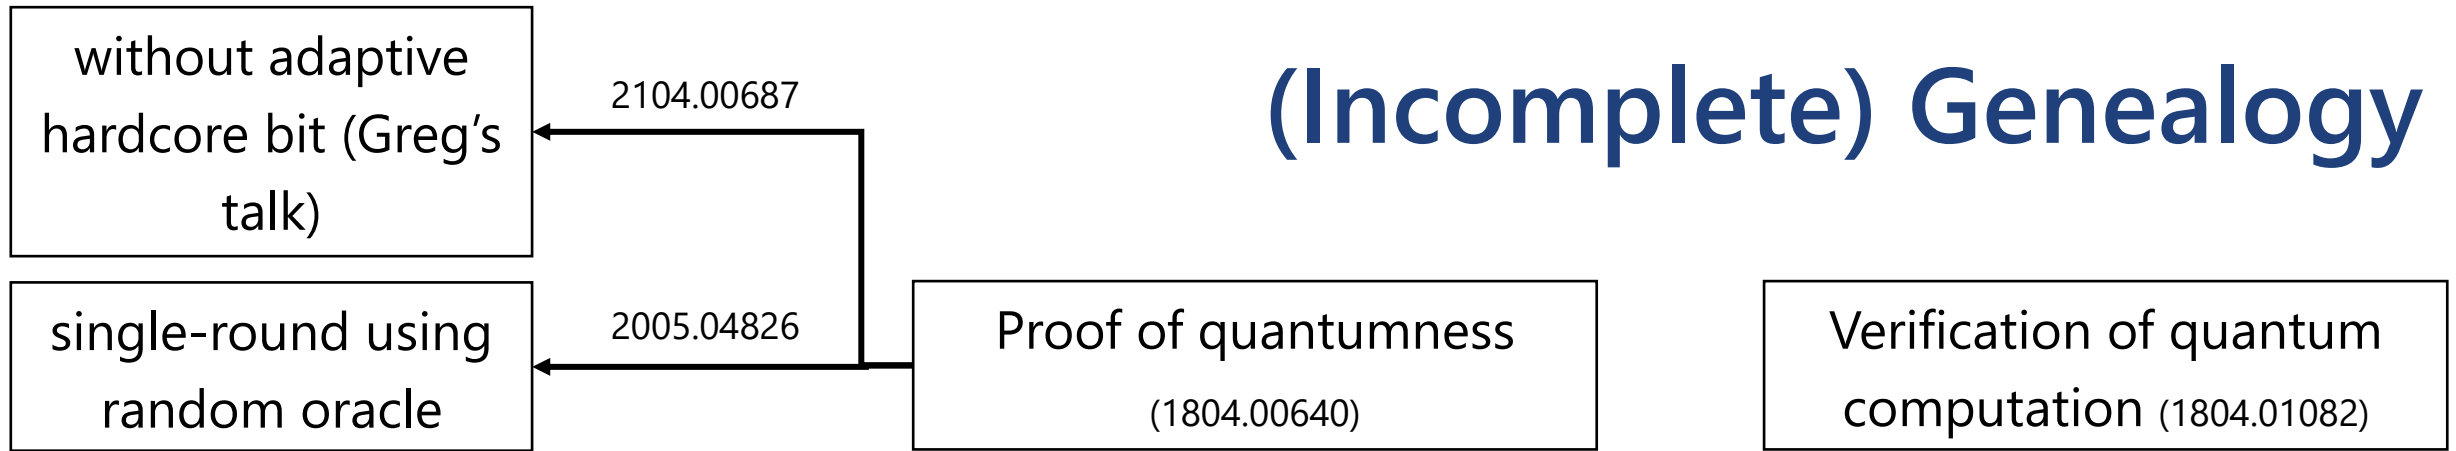 (Incomplete) Genealogy
without adaptive
hardcore bit (Greg's
talk)
2104.00687
single-round using
random oracle
2005.04826
Proof of quantumness
(1804.00640)
Verification of quantum
computation (1804.01082)